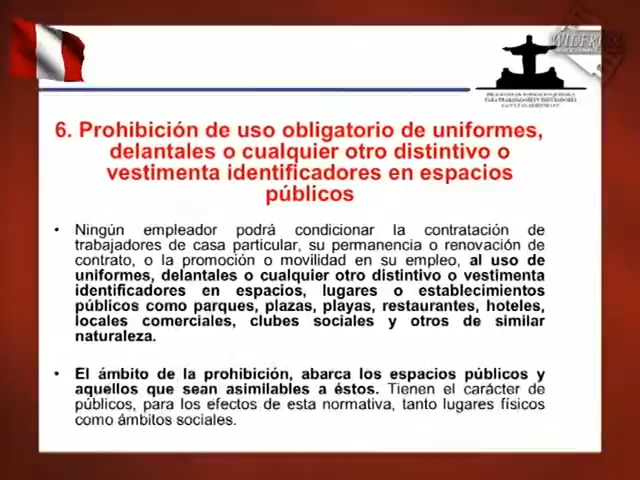 6. Prohibición de uso obligatorio de uniformes,
delantales o cualquier otro distintivo o
vestimenta identificadores en espacios
públicos
• Ningún empleador podrá condicionar la contratación de
trabajadores de casa particular, su permanencia o renovación de
contrato, o la promoción o movilidad en su empleo, al uso de
uniformes, delantales o cualquier otro distintivo o vestimenta
identificadores en espacios, lugares o establecimientos
públicos como parques, plazas, playas, restaurantes, hoteles,
locales comerciales, clubes sociales y otros de similar
naturaleza.
• El ámbito de la prohibición, abarca los espacios públicos y
aquellos que sean asimilables a éstos. Tienen el carácter de
públicos, para los efectos de esta normativa, tanto lugares físicos
como ámbitos sociales.